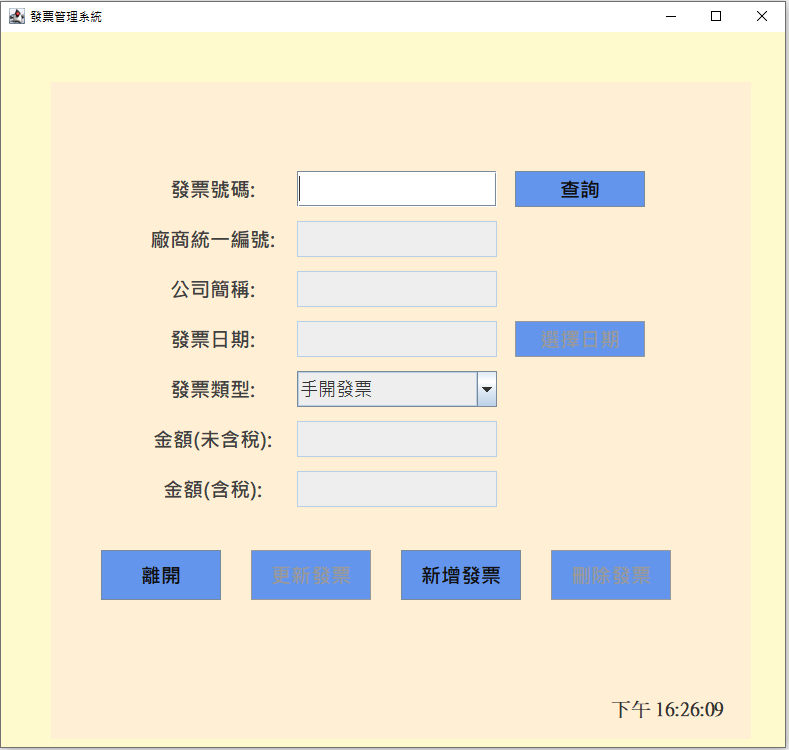 發票管理系統
發票號碼: 查詢
廠商統一編號:
公司簡稱:
發票日期: 選擇日期
發票類型: 手開發票
金額(未含稅):
金額(含稅):
離開 更新發票 新增發票 刪除發票
下午 16:26:09